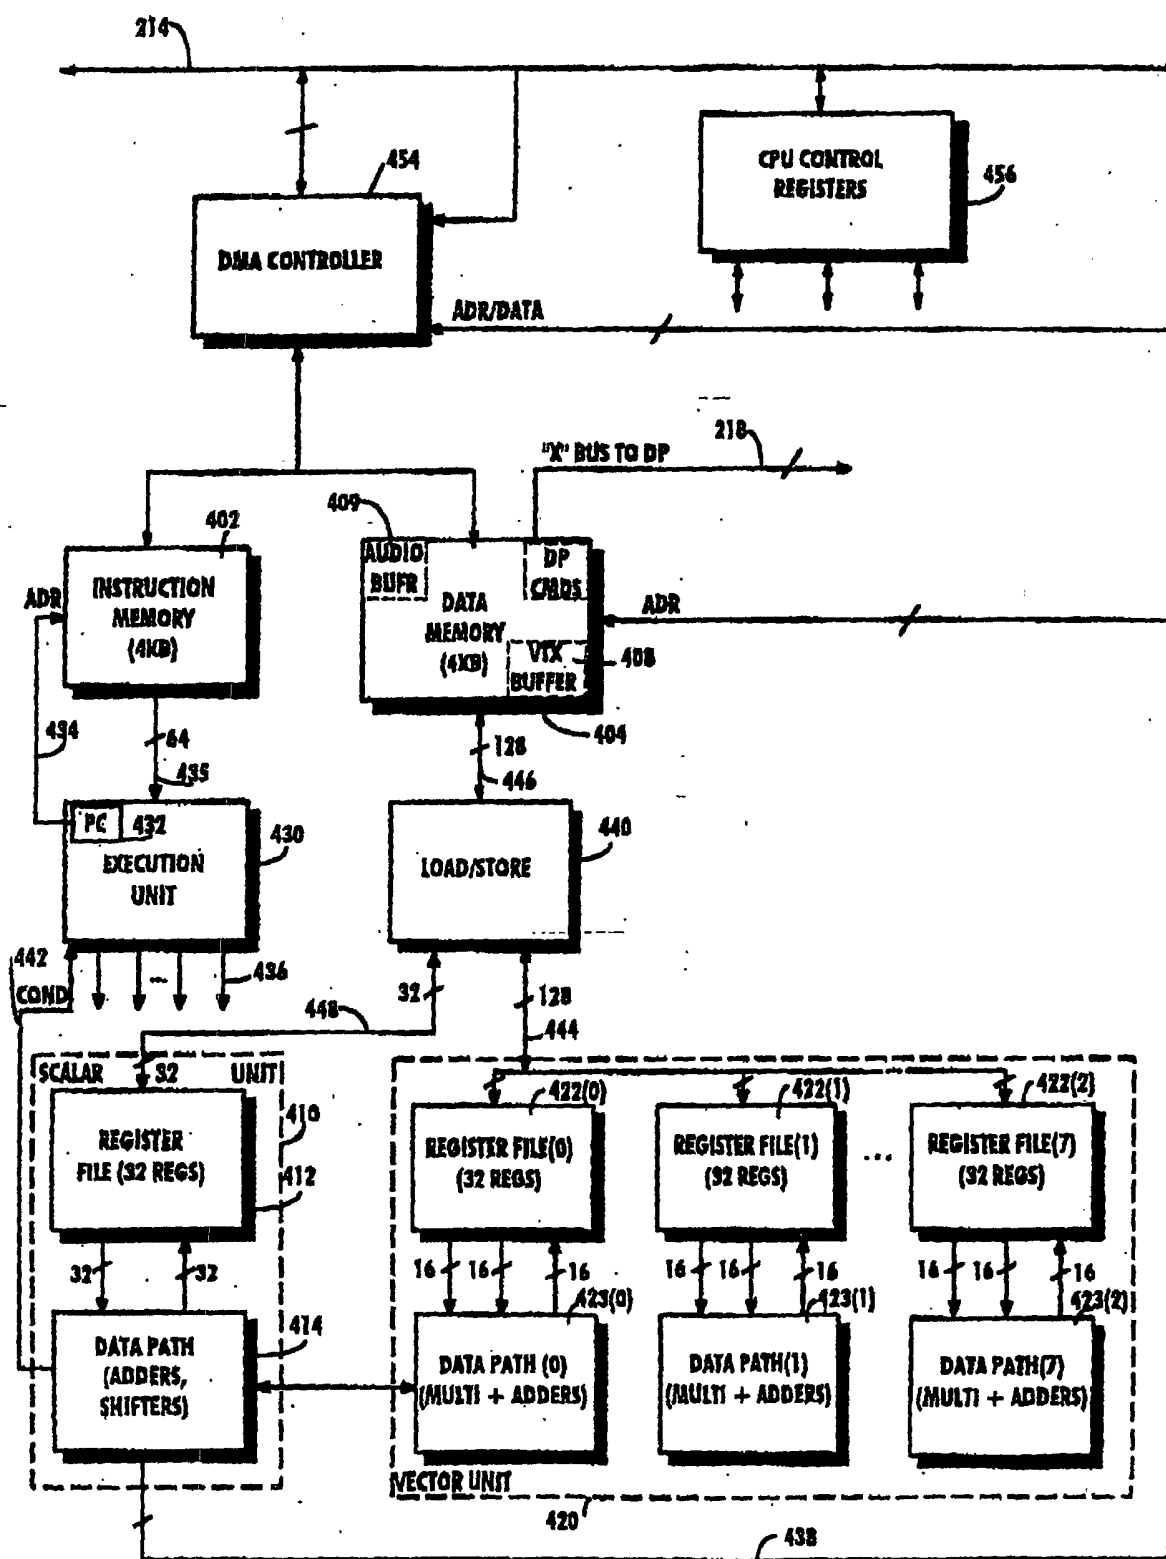 214
454
CPU CONTROL
REGISTERS
456
DMA CONTROLLER
ADR/DATA
"X" BUS TO DP
218
409
402
AUDIO
BUFR
DP
CMDS
ADR
INSTRUCTION
MEMORY
(4KB)
DATA
MEMORY
(4KB)
ADR
VTX
BUFFER
408
404
434
64
435
128
446
PC
432
EXECUTION
UNIT
430
LOAD/STORE
440
442
COND
...
436
32
128
448
444
SCALAR UNIT
32
422(0)
422(1)
422(2)
REGISTER
FILE (32 REGS)
410
412
REGISTER FILE(0)
(32 REGS)
REGISTER FILE(1)
(32 REGS)
...
REGISTER FILE(7)
(32 REGS)
32
32
16
16
16
16
16
16
16
16
16
423(0)
423(1)
423(2)
DATA PATH
(ADDERS,
SHIFTERS)
414
DATA PATH (0)
(MULTI + ADDERS)
DATA PATH(1)
(MULTI + ADDERS)
DATA PATH(7)
(MULTI + ADDERS)
VECTOR UNIT
420
438